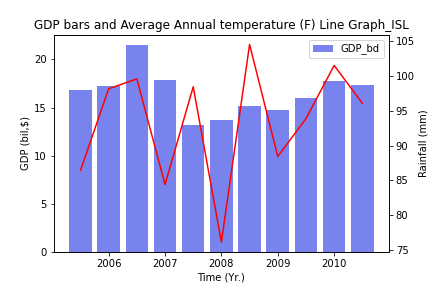 GDP bars and Average Annual temperature (F) Line Graph_ISL
GDP_bd
GDP (bil,$)
20
15
10
5
0
Rainfall (mm)
105
100
95
90
85
80
75
2006 2007 2008 2009 2010
Time (Yr.)